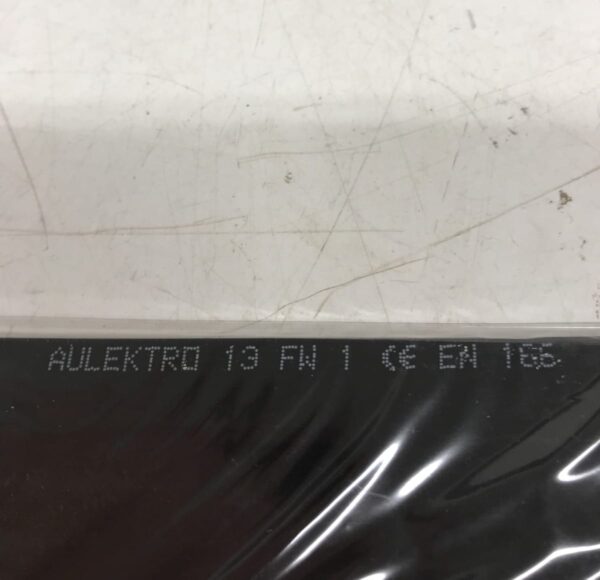 AULEKTRO 13 FW 1 CE EN 166